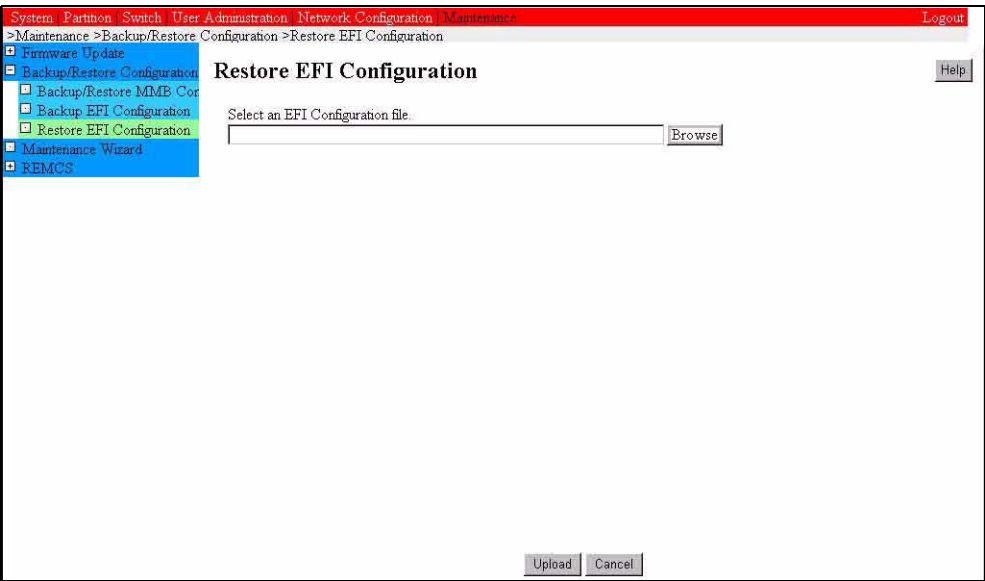 System | Partition | Switch | User Administration | Network Configuration | Maintenance
Logout
>Maintenance >Backup/Restore Configuration >Restore EFI Configuration
Firmware Update
Backup/Restore Configuration
Backup/Restore MMB Cor
Backup EFI Configuration
Restore EFI Configuration
Maintenance Wizard
REMCS
Restore EFI Configuration
Help
Select an EFI Configuration file.
Browse
Upload
Cancel